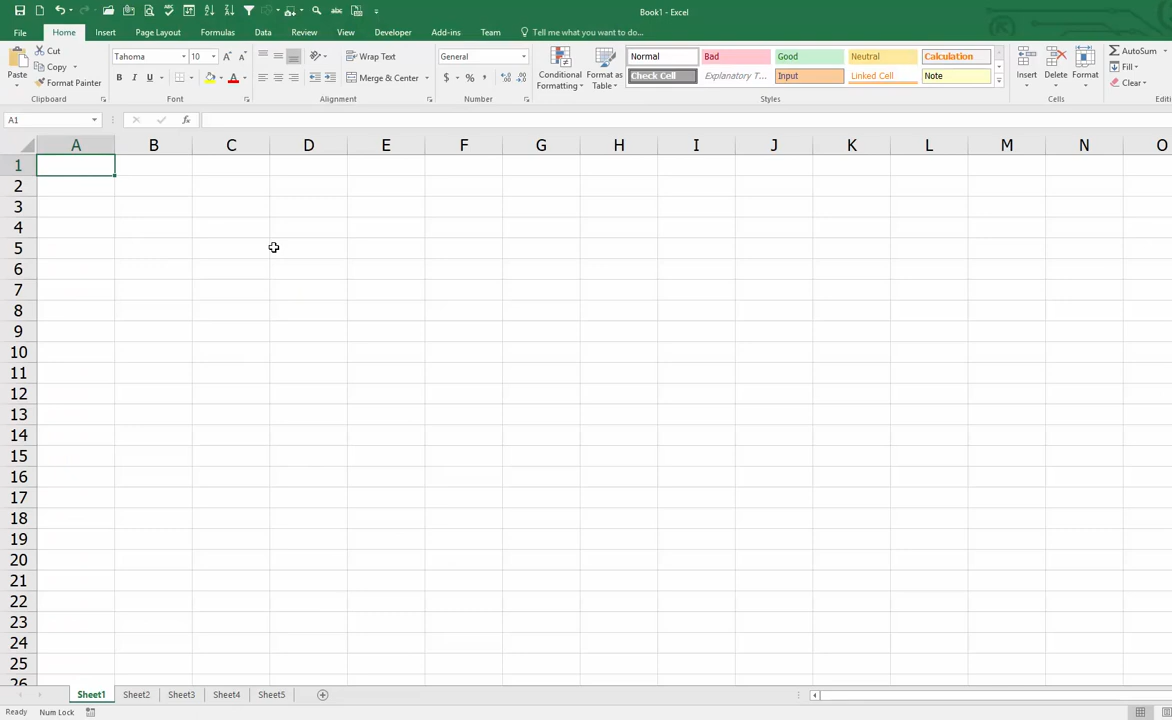 Book1 - Excel
File Home Insert Page Layout Formulas Data Review View Developer Add-ins Team Tell me what you want to do...
Paste
Cut
Copy
Format Painter
Clipboard
Tahoma 10
B I U A
Font
Wrap Text
Merge & Center
Alignment
General
$ % ,
Number
Conditional Formatting
Format as Table
Normal Bad Good Neutral Calculation
Check Cell Explanatory T... Input Linked Cell Note
Styles
Insert Delete Format
Cells
AutoSum
Fill
Clear
A1 fx
A B C D E F G H I J K L M N O
1
2
3
4
5
6
7
8
9
10
11
12
13
14
15
16
17
18
19
20
21
22
23
24
25
26
Sheet1 Sheet2 Sheet3 Sheet4 Sheet5
Ready Num Lock